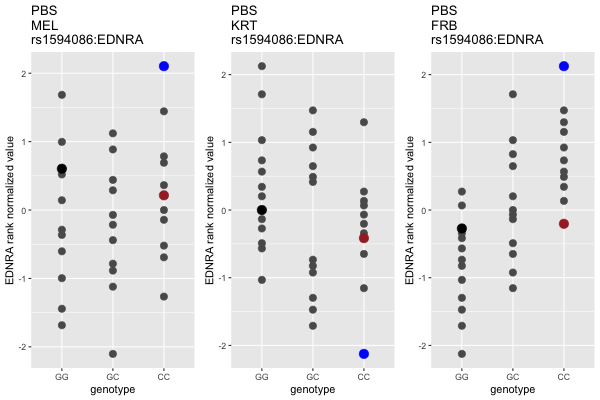 PBS
MEL
rs1594086:EDNRA
EDNRA rank normalized value
2
1
0
-1
-2
GG
GC
CC
genotype
PBS
KRT
rs1594086:EDNRA
EDNRA rank normalized value
2
1
0
-1
-2
GG
GC
CC
genotype
PBS
FRB
rs1594086:EDNRA
EDNRA rank normalized value
2
1
0
-1
-2
GG
GC
CC
genotype